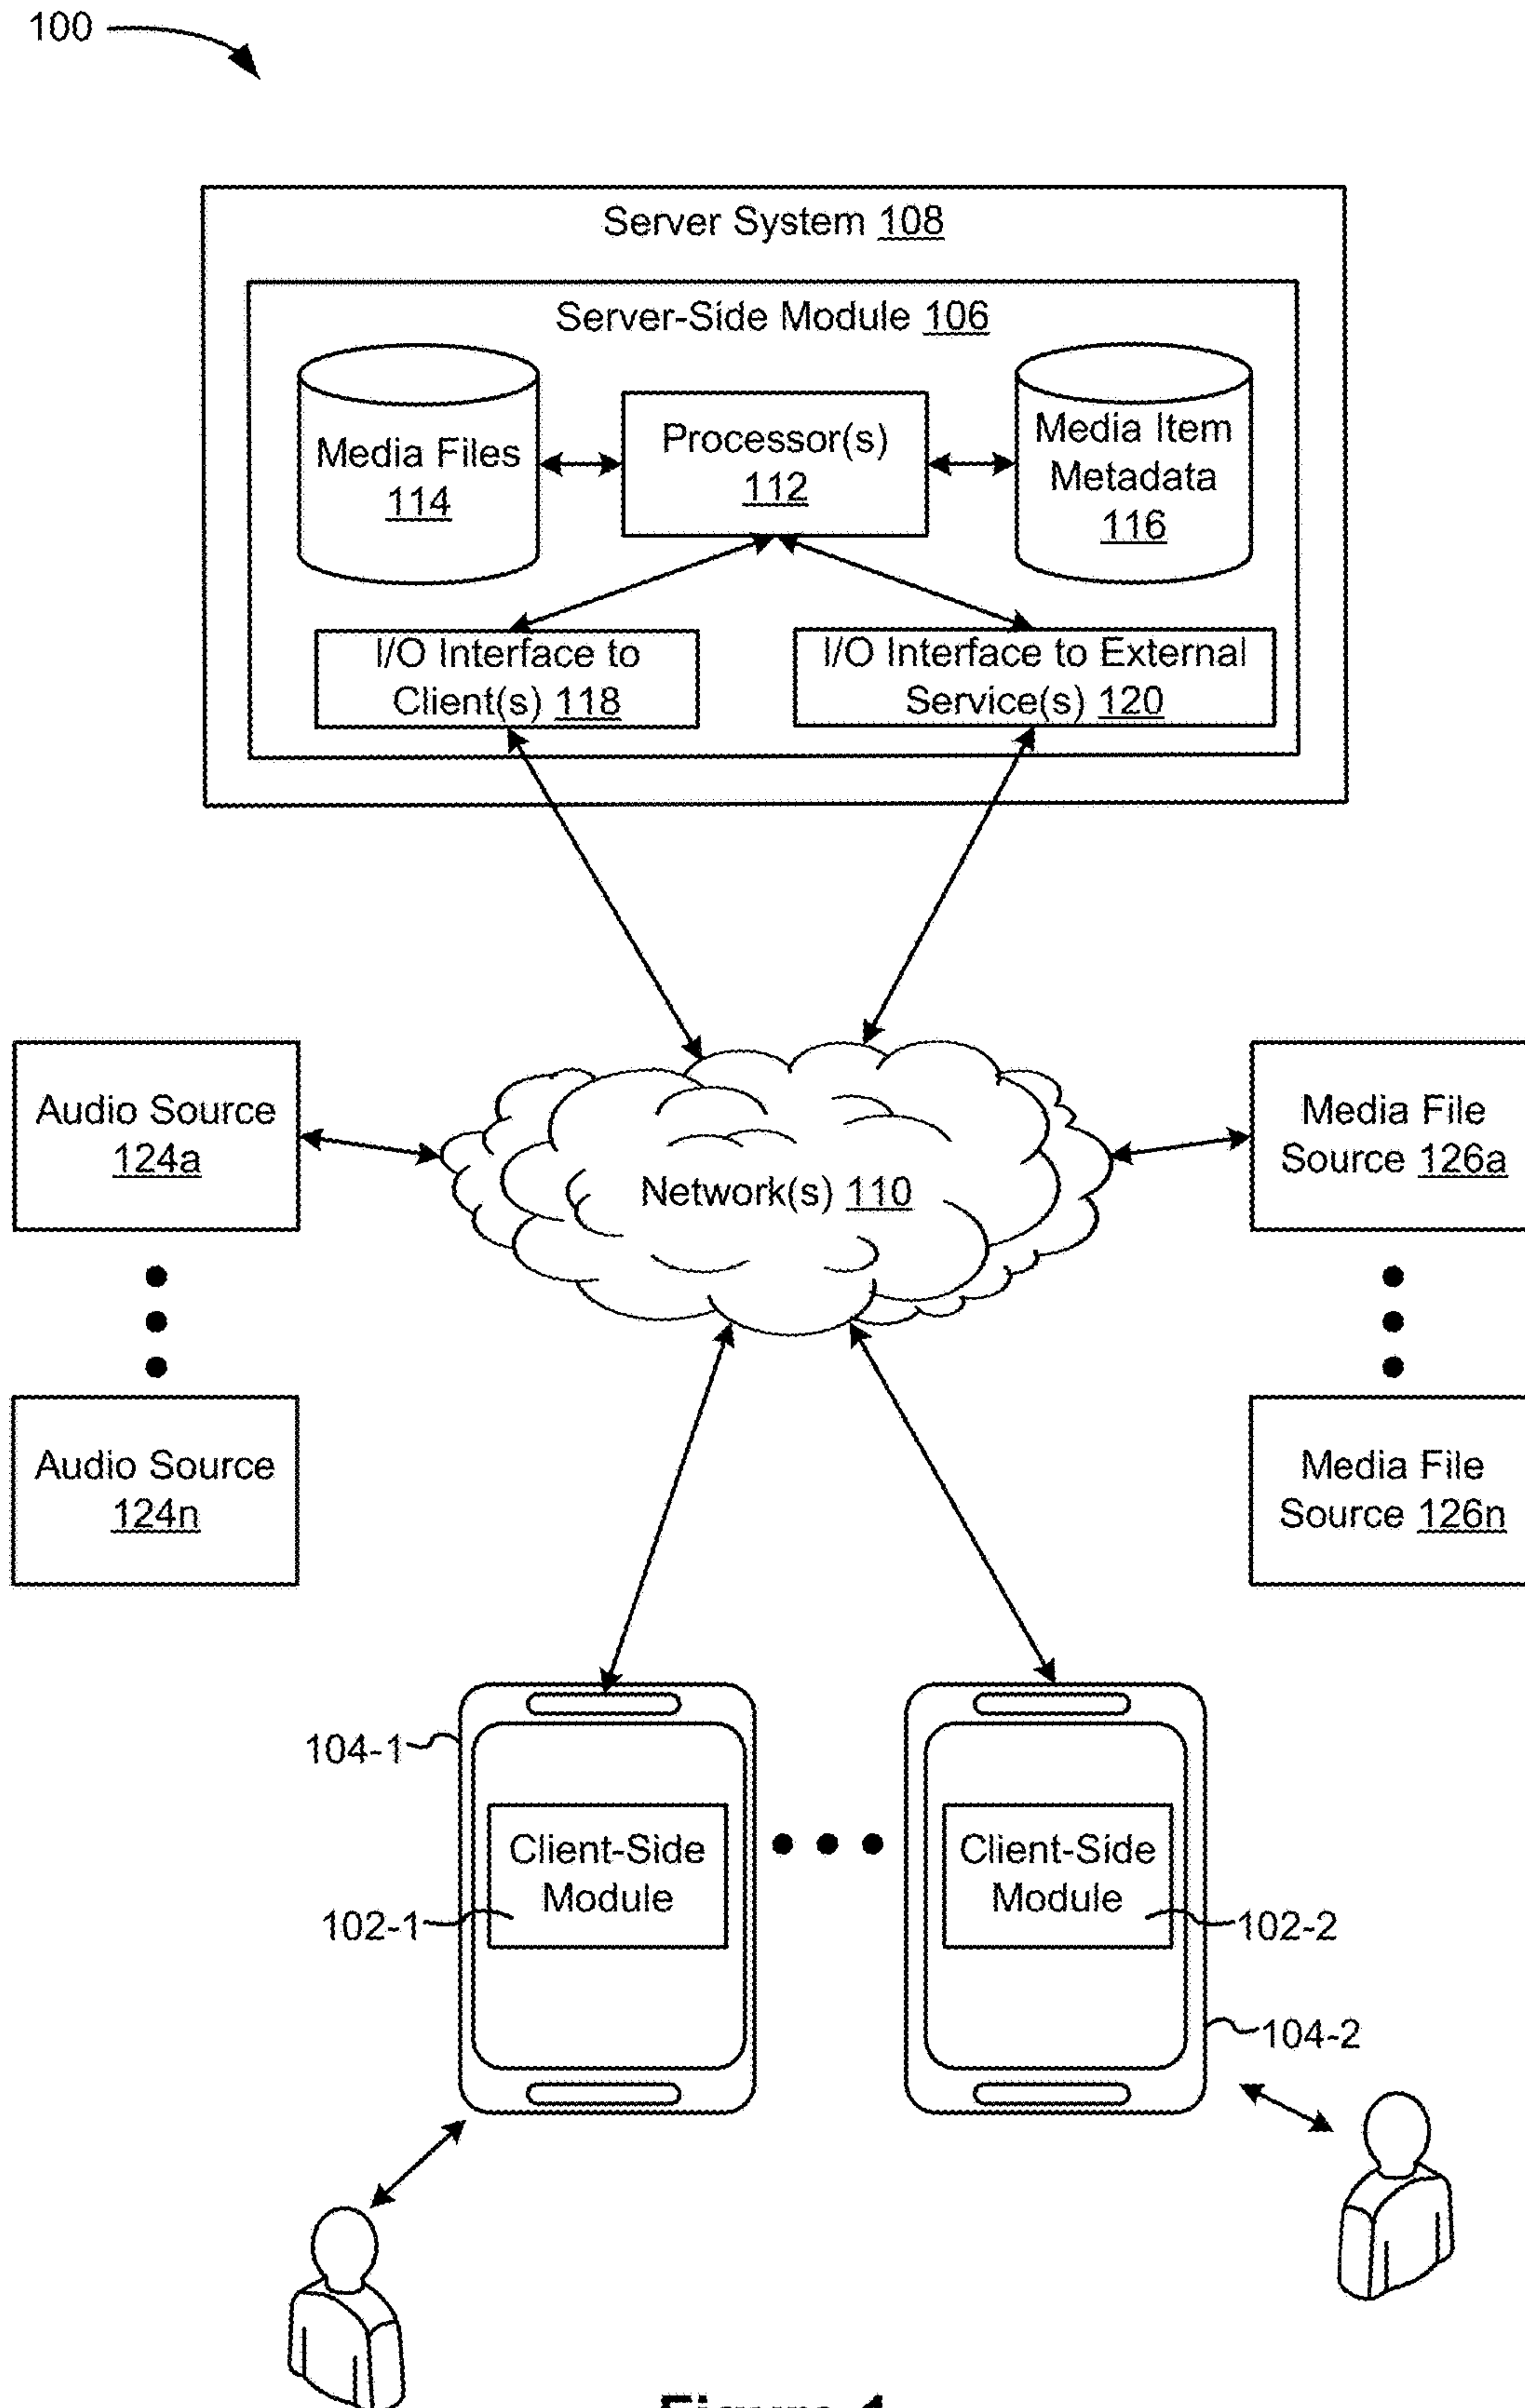 100
Server System 108
Server-Side Module 106
Media Files
114
Processor(s)
112
Media Item
Metadata
116
I/O Interface to
Client(s) 118
I/O Interface to External
Service(s) 120
Audio Source
124a
Network(s) 110
Media File
Source 126a
Audio Source
124n
Media File
Source 126n
104-1
Client-Side
Module
102-1
Client-Side
Module
102-2
104-2
Figure 1